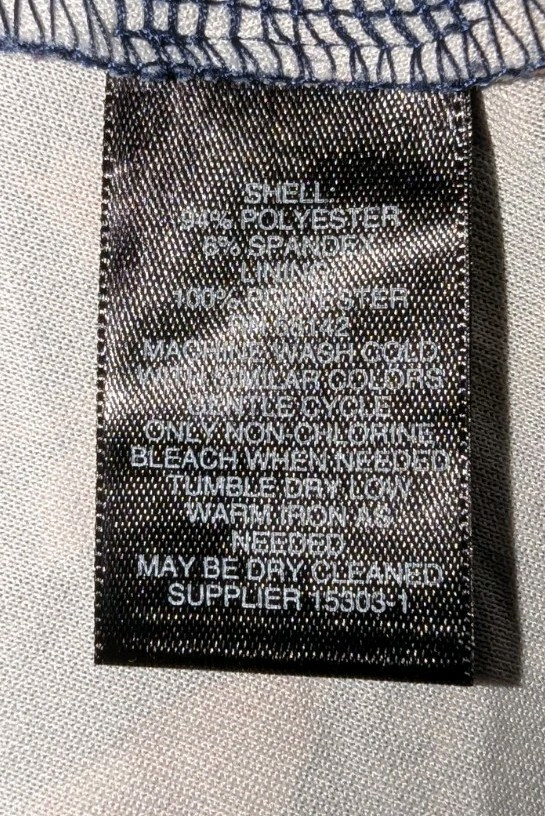 SHELL:
94% POLYESTER
6% SPANDEX
LINING:
100% POLYESTER
MACHINE WASH COLD
WITH SIMILAR COLORS
GENTLE CYCLE
ONLY NON-CHLORINE
BLEACH WHEN NEEDED
TUMBLE DRY LOW
WARM IRON AS
NEEDED
MAY BE DRY CLEANED
SUPPLIER 15303-1